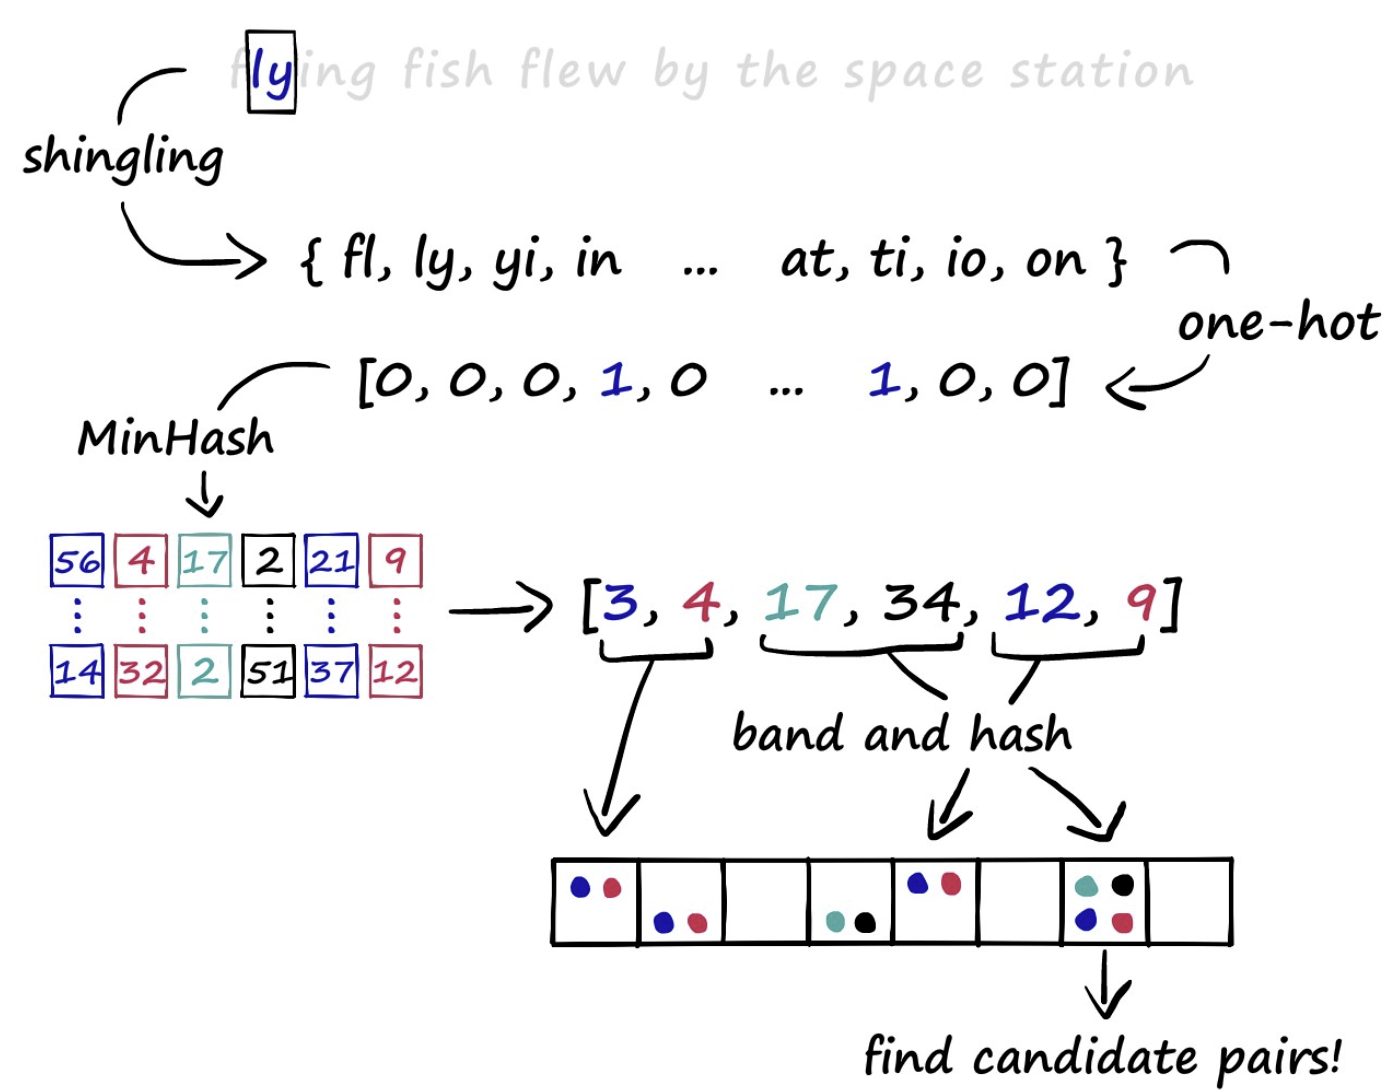 flying fish flew by the space station
shingling
{ fl, ly, yi, in ... at, ti, io, on }
one-hot
[0, 0, 0, 1, 0 ... 1, 0, 0]
MinHash
56 4 17 2 21 9
14 32 2 51 37 12
[3, 4, 17, 34, 12, 9]
band and hash
find candidate pairs!